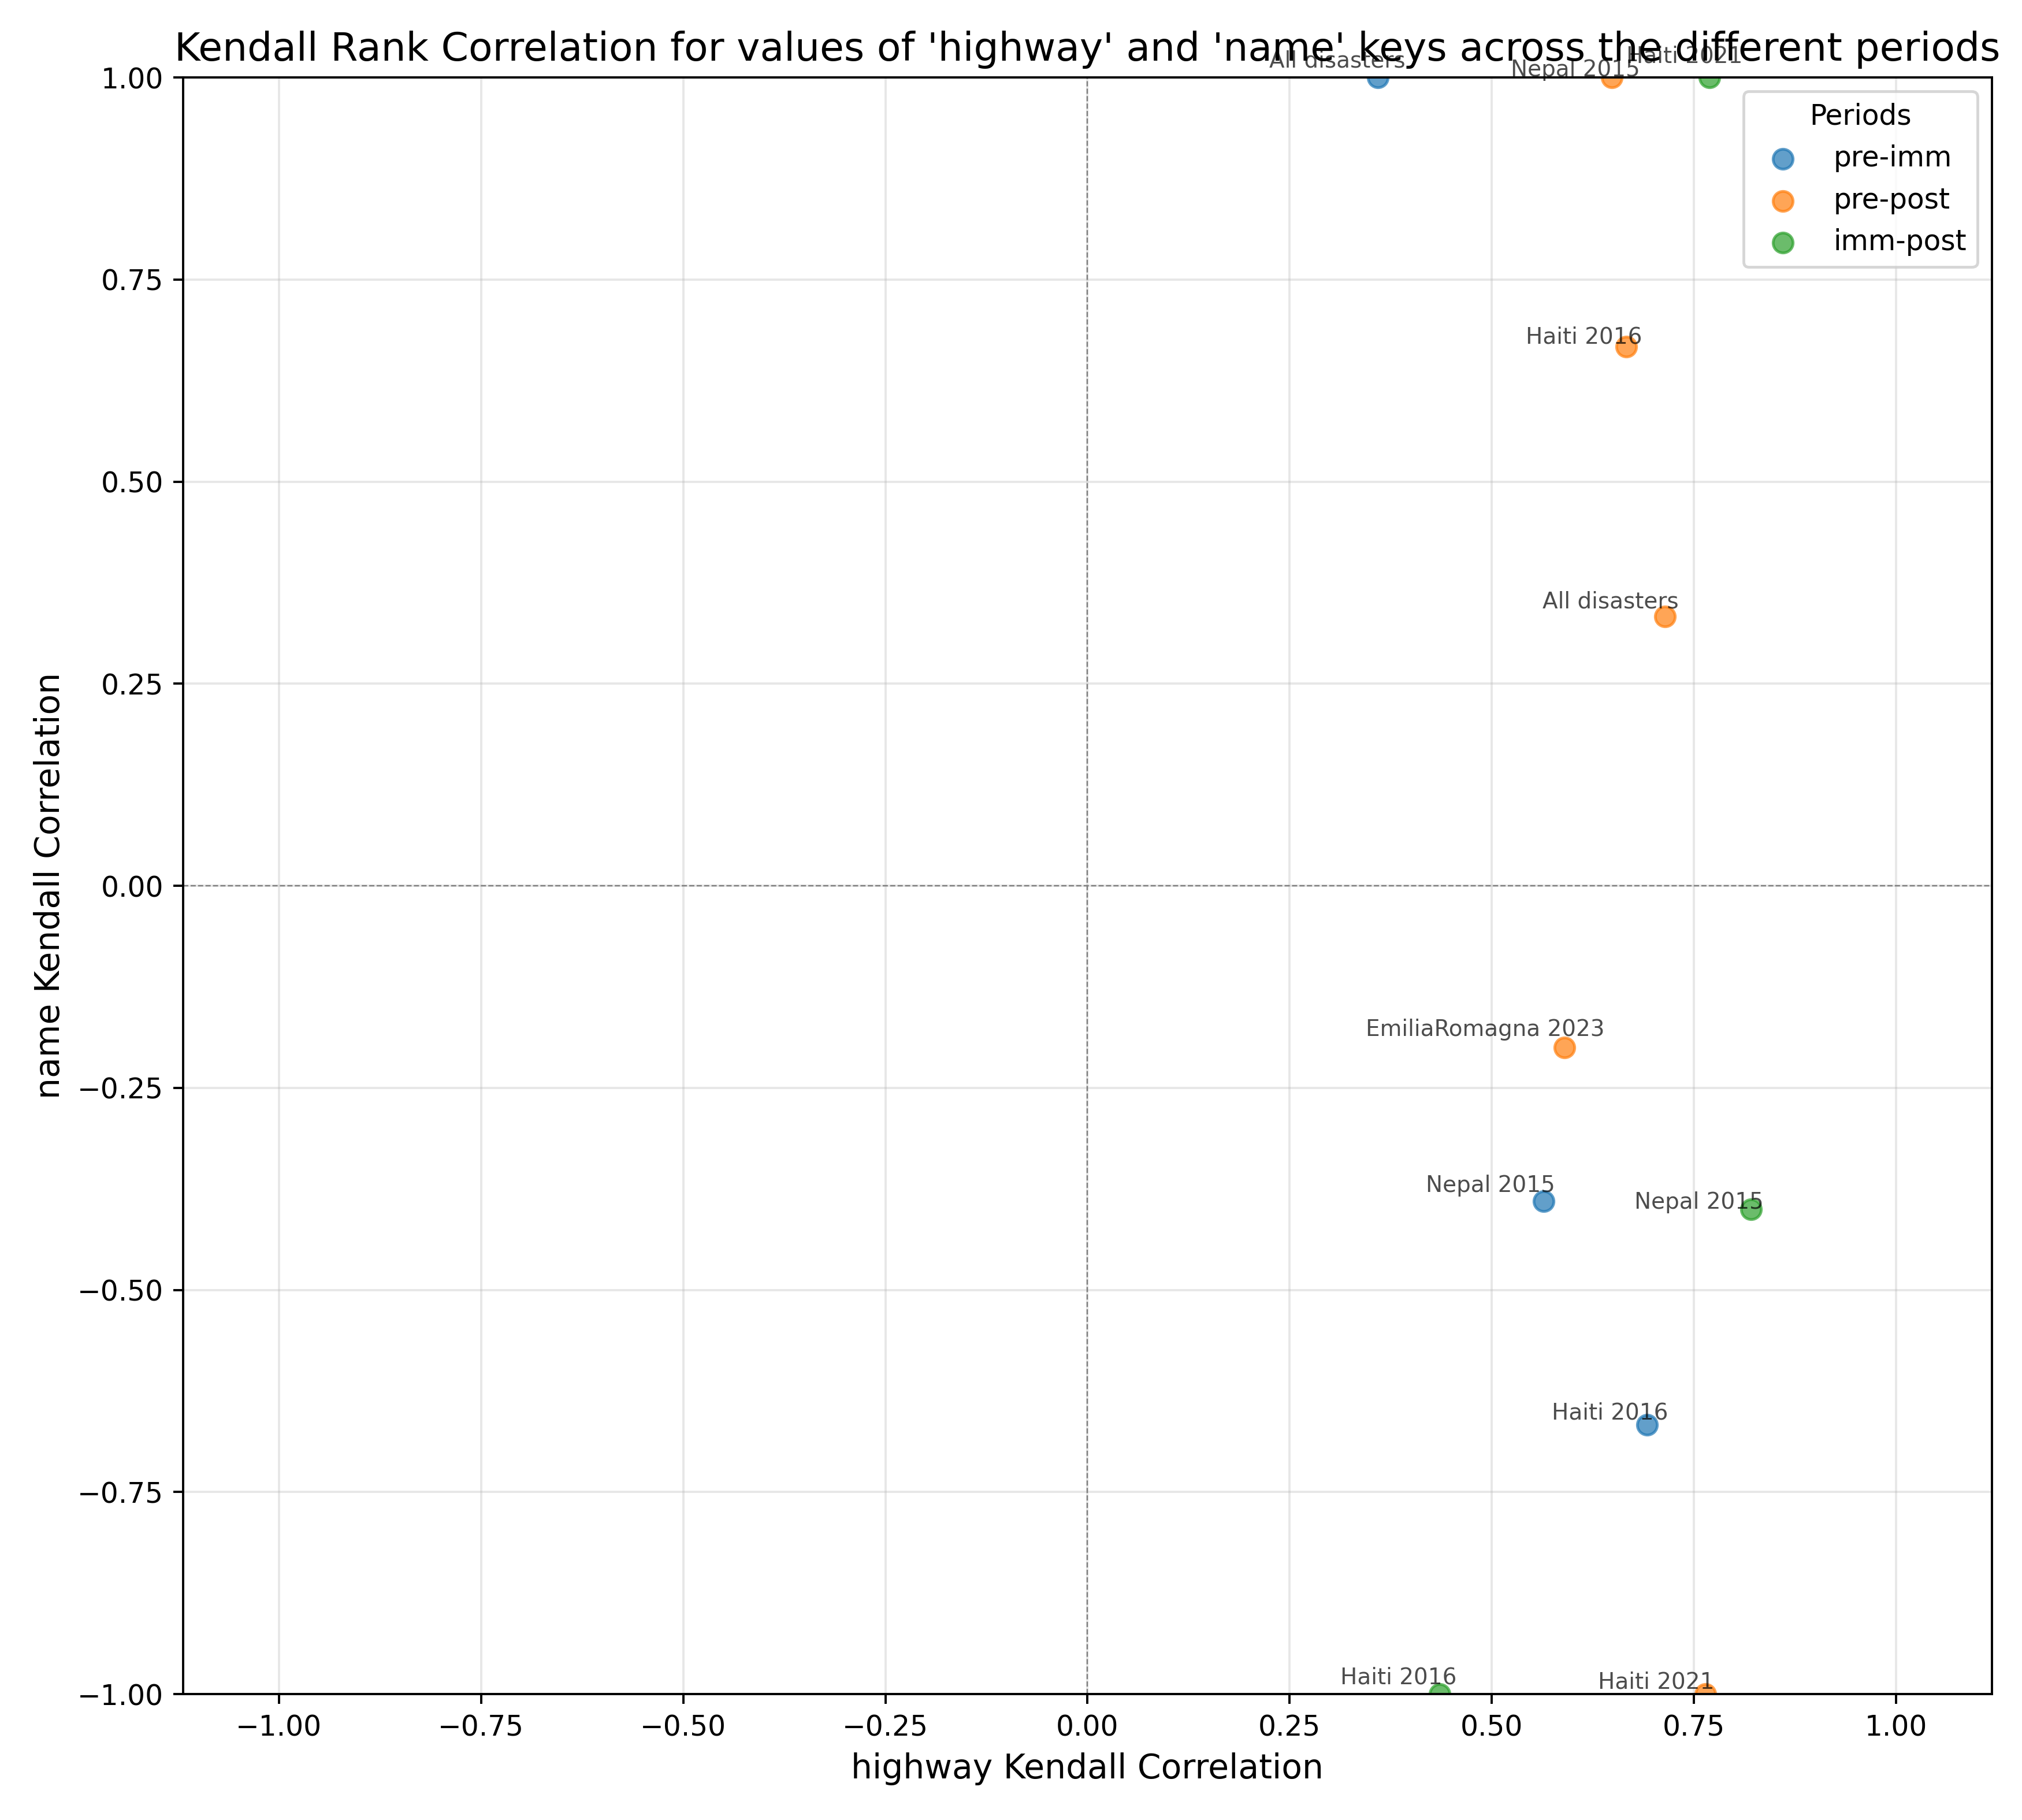 Kendall Rank Correlation for values of 'highway' and 'name' keys across the different periods
All disasters
Nepal 2015
Haiti 2021
1.00
Periods
pre-imm
pre-post
imm-post
0.75
Haiti 2016
0.50
All disasters
0.25
name Kendall Correlation
0.00
EmiliaRomagna 2023
−0.25
Nepal 2015
Nepal 2015
−0.50
Haiti 2016
−0.75
Haiti 2016
Haiti 2021
−1.00
−1.00
−0.75
−0.50
−0.25
0.00
0.25
0.50
0.75
1.00
highway Kendall Correlation